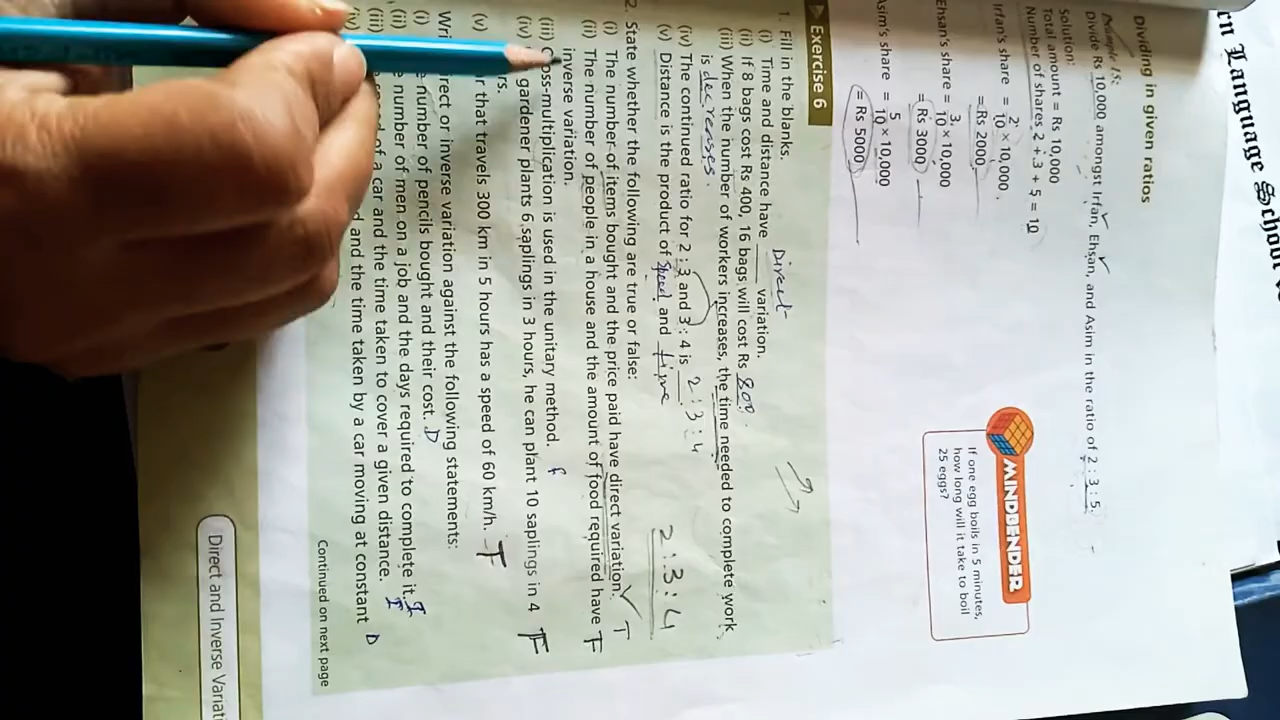 rn Language School
Dividing in given ratios
Example 15:
Divide Rs 10,000 amongst Irfan, Ehsan, and Asim in the ratio of 2 : 3 : 5.
Solution:
Total amount = Rs 10,000
Number of shares 2 + 3 + 5 = 10
Irfan's share = 2/10 × 10,000
= Rs 2000
Ehsan's share = 3/10 × 10,000
= Rs 3000
Asim's share = 5/10 × 10,000
= Rs 5000
MINDBENDER
If one egg boils in 5 minutes,
how long will it take to boil
25 eggs?
Exercise 6
1. Fill in the blanks.
(i) Time and distance have Direct variation.
(ii) If 8 bags cost Rs 400, 16 bags will cost Rs 800.
(iii) When the number of workers increases, the time needed to complete work
is decreases.
(iv) The continued ratio for 2 : 3 and 3 : 4 is 2:3:4
2:3:4
(v) Distance is the product of speed and time
2. State whether the following are true or false:
(i) The number of items bought and the price paid have direct variation. T
(ii) The number of people in a house and the amount of food required have F
inverse variation.
(iii) Cross-multiplication is used in the unitary method. f
(iv) gardener plants 6 saplings in 3 hours, he can plant 10 saplings in 4 F
rs.
(v) r that travels 300 km in 5 hours has a speed of 60 km/h. T
Wri rect or inverse variation against the following statements:
(i) number of pencils bought and their cost. D
(ii) e number of men on a job and the days required to complete it. I
(iii) of a car and the time taken to cover a given distance. I
(iv) d and the time taken by a car moving at constant D
Continued on next page
Direct and Inverse Variati